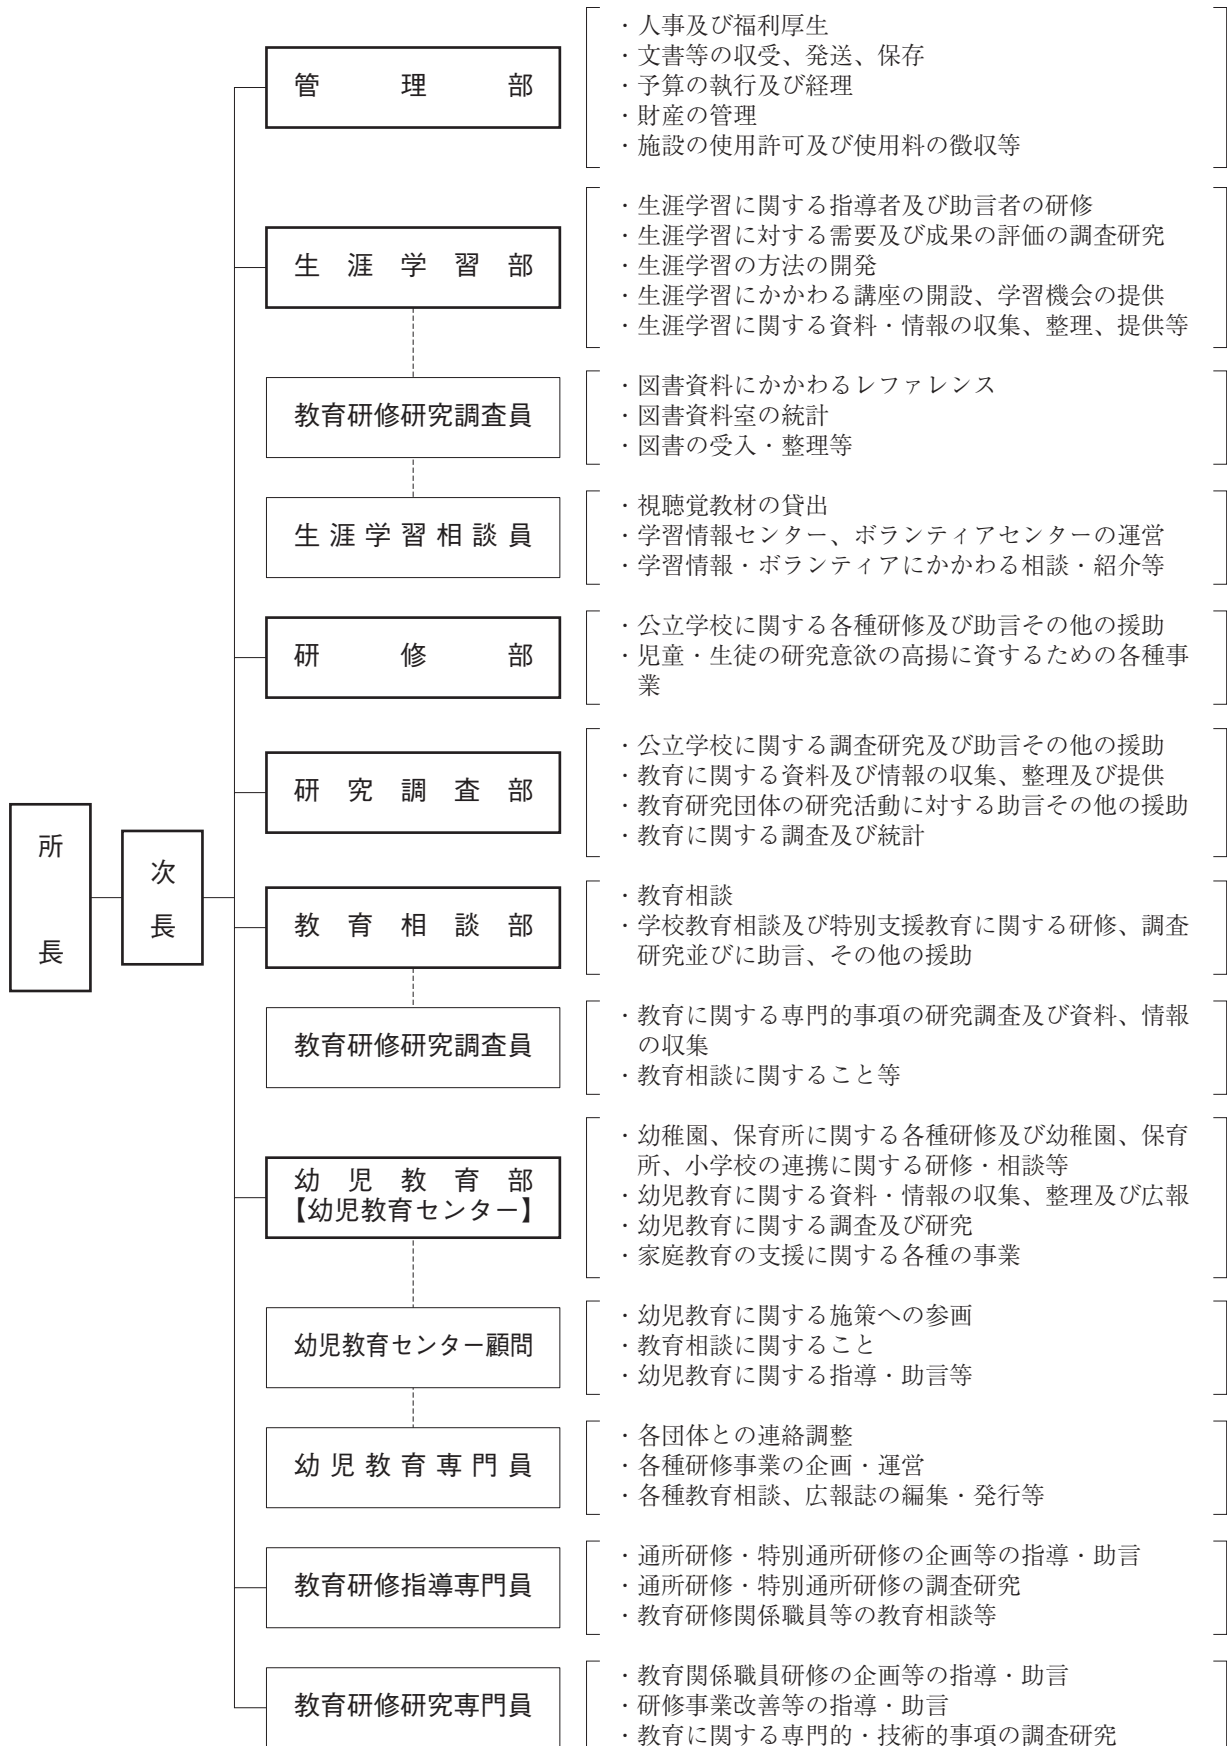 所長
次長
管理部
・人事及び福利厚生
・文書等の収受、発送、保存
・予算の執行及び経理
・財産の管理
・施設の使用許可及び使用料の徴収等
生涯学習部
・生涯学習に関する指導者及び助言者の研修
・生涯学習に対する需要及び成果の評価の調査研究
・生涯学習の方法の開発
・生涯学習にかかわる講座の開設、学習機会の提供
・生涯学習に関する資料・情報の収集、整理、提供等
教育研修研究調査員
・図書資料にかかわるレファレンス
・図書資料室の統計
・図書の受入・整理等
生涯学習相談員
・視聴覚教材の貸出
・学習情報センター、ボランティアセンターの運営
・学習情報・ボランティアにかかわる相談・紹介等
研修部
・公立学校に関する各種研修及び助言その他の援助
・児童・生徒の研究意欲の高揚に資するための各種事
業
研究調査部
・公立学校に関する調査研究及び助言その他の援助
・教育に関する資料及び情報の収集、整理及び提供
・教育研究団体の研究活動に対する助言その他の援助
・教育に関する調査及び統計
教育相談部
・教育相談
・学校教育相談及び特別支援教育に関する研修、調査
研究並びに助言、その他の援助
教育研修研究調査員
・教育に関する専門的事項の研究調査及び資料、情報
の収集
・教育相談に関すること等
幼児教育部
【幼児教育センター】
・幼稚園、保育所に関する各種研修及び幼稚園、保育
所、小学校の連携に関する研修・相談等
・幼児教育に関する資料・情報の収集、整理及び広報
・幼児教育に関する調査及び研究
・家庭教育の支援に関する各種の事業
幼児教育センター顧問
・幼児教育に関する施策への参画
・教育相談に関すること
・幼児教育に関する指導・助言等
幼児教育専門員
・各団体との連絡調整
・各種研修事業の企画・運営
・各種教育相談、広報誌の編集・発行等
教育研修指導専門員
・通所研修・特別通所研修の企画等の指導・助言
・通所研修・特別通所研修の調査研究
・教育研修関係職員等の教育相談等
教育研修研究専門員
・教育関係職員研修の企画等の指導・助言
・研修事業改善等の指導・助言
・教育に関する専門的・技術的事項の調査研究